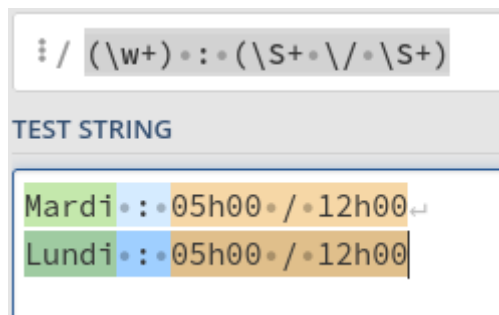 / (\w+) : (\S+ \/ \S+)
TEST STRING
Mardi : 05h00 / 12h00
Lundi : 05h00 / 12h00